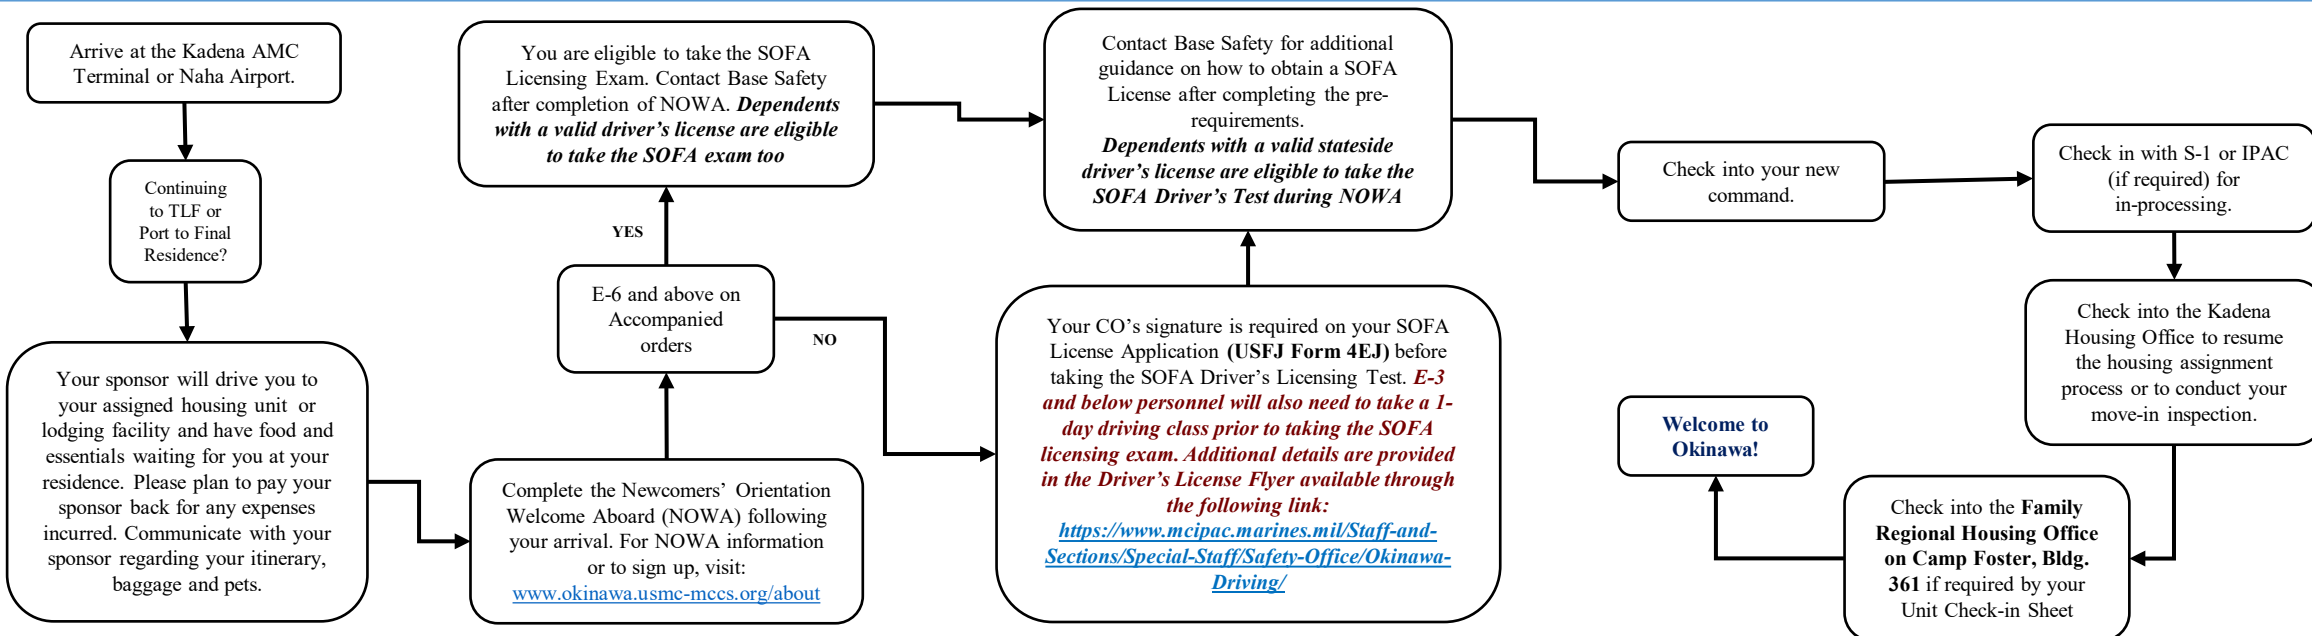 Arrive at the Kadena AMC
Terminal or Naha Airport.
Continuing
to TLF or
Port to Final
Residence?
Your sponsor will drive you to
your assigned housing unit or
lodging facility and have food and
essentials waiting for you at your
residence. Please plan to pay your
sponsor back for any expenses
incurred. Communicate with your
sponsor regarding your itinerary,
baggage and pets.
Complete the Newcomers' Orientation
Welcome Aboard (NOWA) following
your arrival. For NOWA information
or to sign up, visit:
www.okinawa.usmc-mccs.org/about
E-6 and above on
Accompanied
orders
YES
You are eligible to take the SOFA
Licensing Exam. Contact Base Safety
after completion of NOWA. Dependents
with a valid driver's license are eligible
to take the SOFA exam too
NO
Your CO's signature is required on your SOFA
License Application (USFJ Form 4EJ) before
taking the SOFA Driver's Licensing Test. E-3
and below personnel will also need to take a 1-
day driving class prior to taking the SOFA
licensing exam. Additional details are provided
in the Driver's License Flyer available through
the following link:
https://www.mcipac.marines.mil/Staff-and-
Sections/Special-Staff/Safety-Office/Okinawa-
Driving/
Contact Base Safety for additional
guidance on how to obtain a SOFA
License after completing the pre-
requirements.
Dependents with a valid stateside
driver's license are eligible to take the
SOFA Driver's Test during NOWA
Check into your new
command.
Check in with S-1 or IPAC
(if required) for
in-processing.
Check into the Kadena
Housing Office to resume
the housing assignment
process or to conduct your
move-in inspection.
Check into the Family
Regional Housing Office
on Camp Foster, Bldg.
361 if required by your
Unit Check-in Sheet
Welcome to
Okinawa!